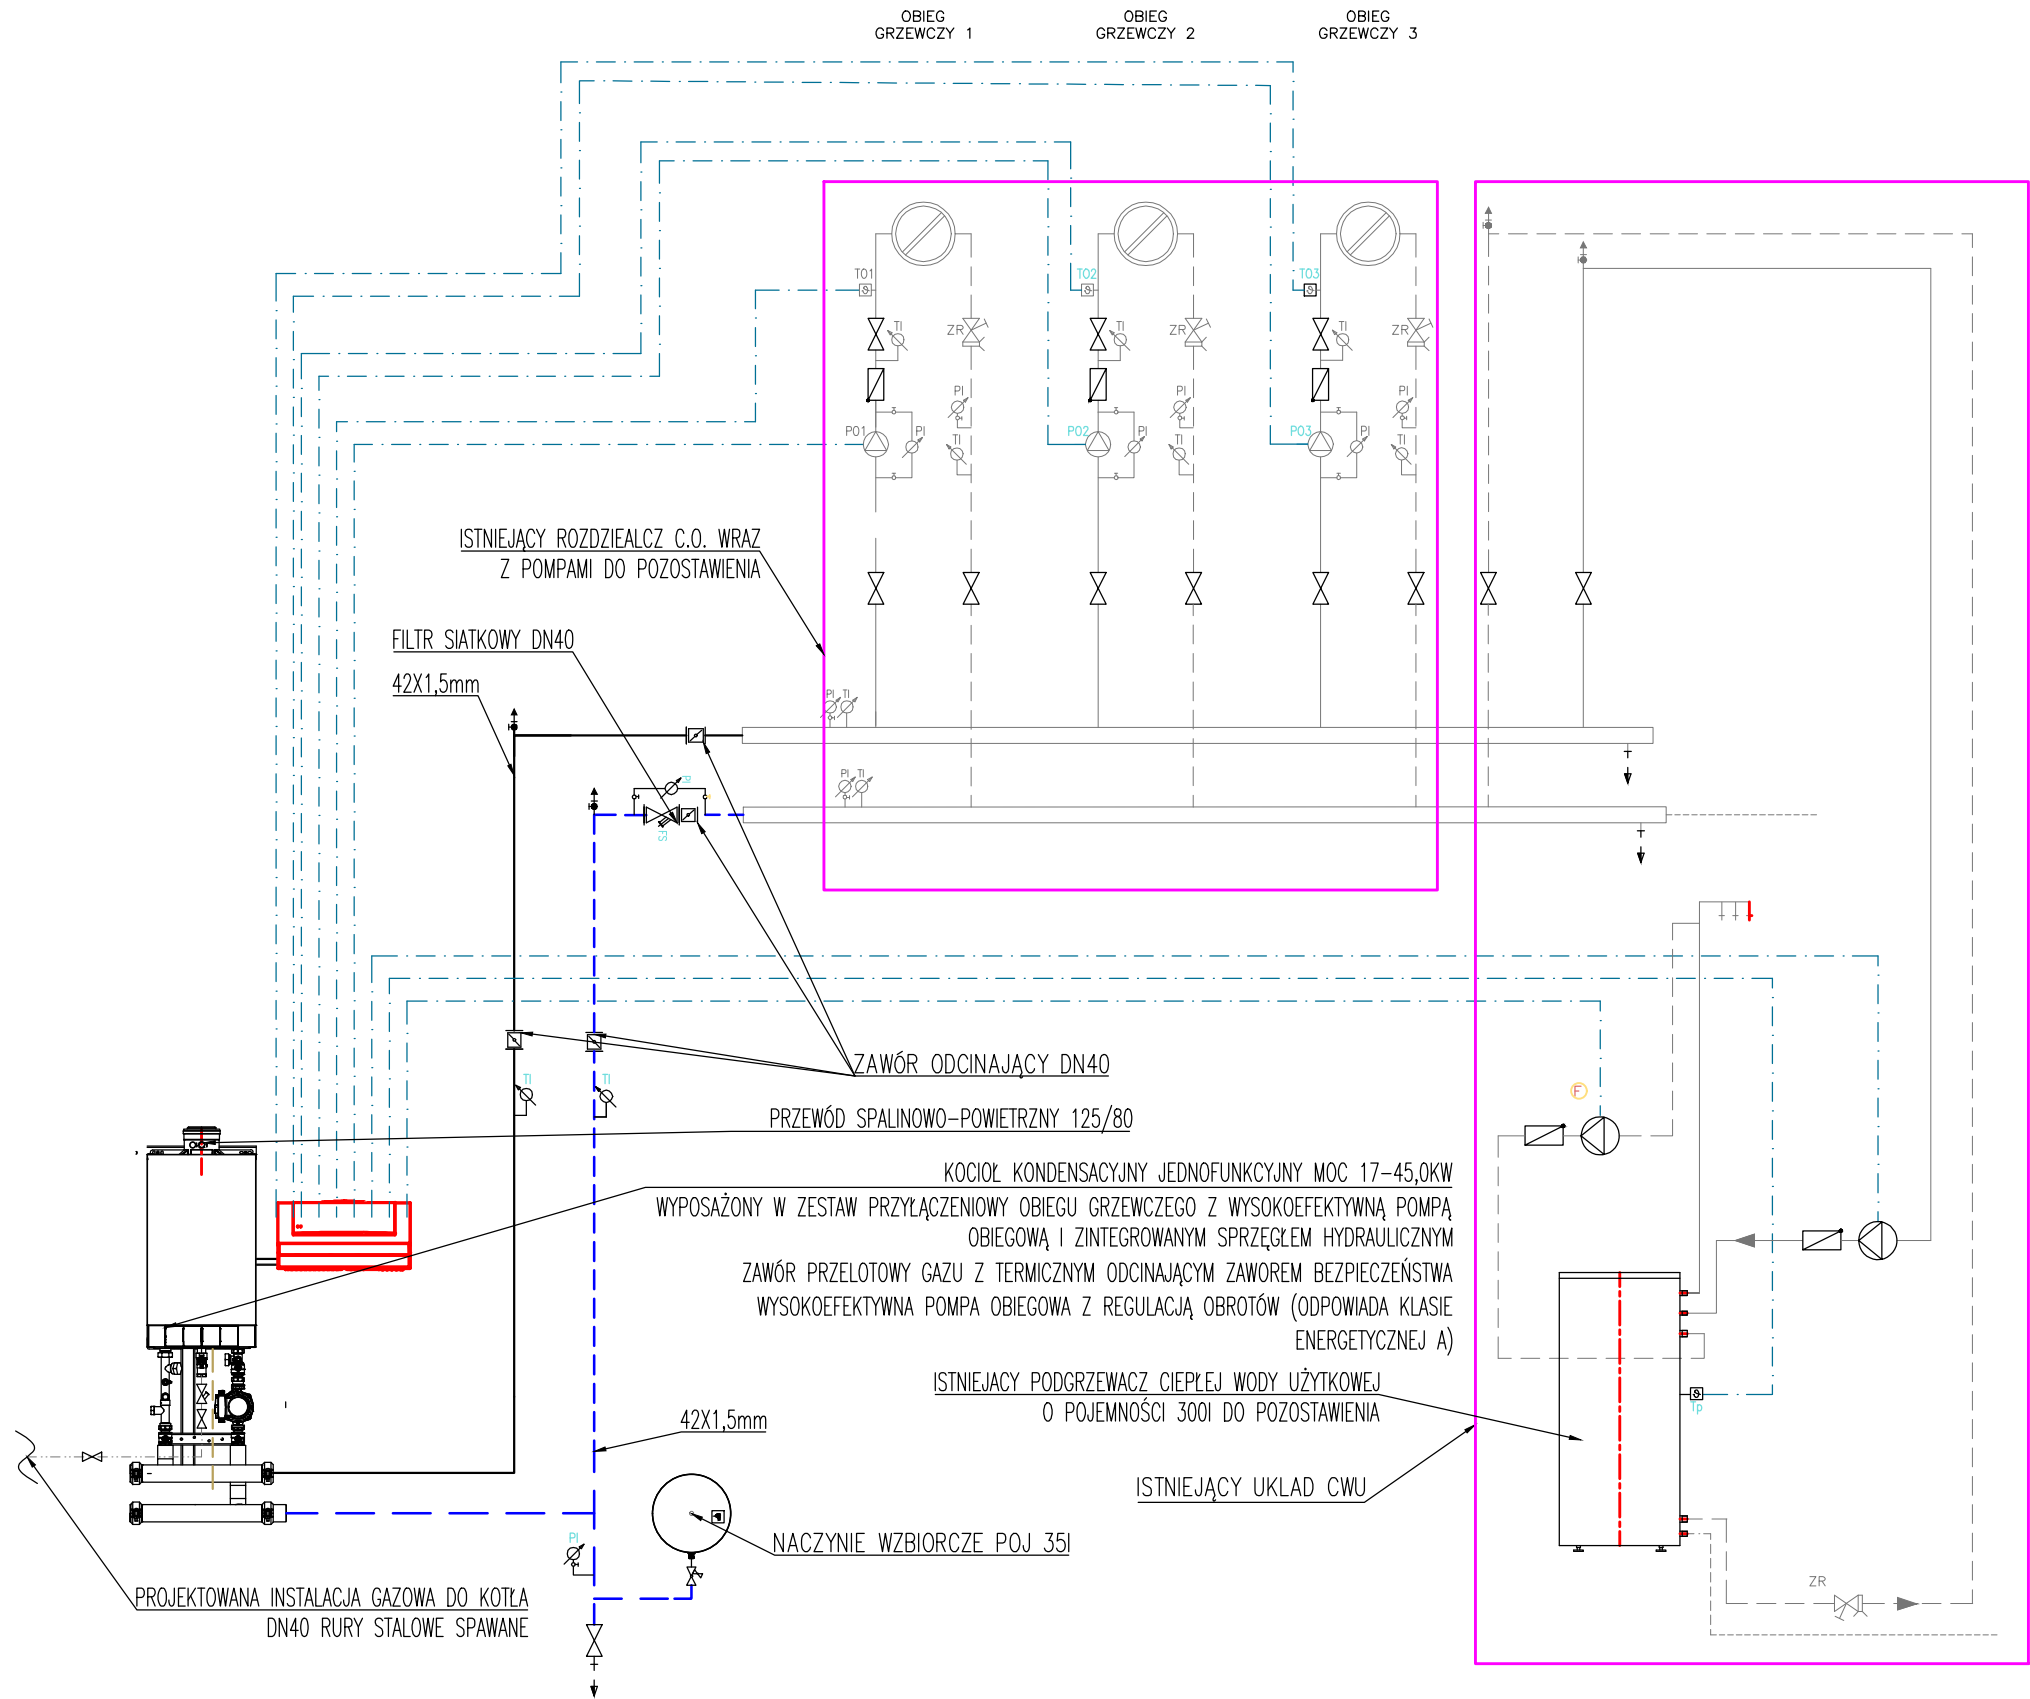 OBIEG
GRZEWCZY 1
OBIEG
GRZEWCZY 2
OBIEG
GRZEWCZY 3
T01
T02
T03
TI
ZR
TI
ZR
TI
ZR
PI
PI
PI
P01
PI
TI
P02
PI
TI
P03
PI
TI
ISTNIEJĄCY ROZDZIEALCZ C.O. WRAZ
Z POMPAMI DO POZOSTAWIENIA
FILTR SIATKOWY DN40
42X1,5mm
PI TI
PI TI
PI
FS
ZAWÓR ODCINAJĄCY DN40
TI
TI
F
PRZEWÓD SPALINOWO-POWIETRZNY 125/80
KOCIOŁ KONDENSACYJNY JEDNOFUNKCYJNY MOC 17-45,0KW
WYPOSAŻONY W ZESTAW PRZYŁĄCZENIOWY OBIEGU GRZEWCZEGO Z WYSOKOEFEKTYWNĄ POMPĄ
OBIEGOWĄ I ZINTEGROWANYM SPRZĘGŁEM HYDRAULICZNYM
ZAWÓR PRZELOTOWY GAZU Z TERMICZNYM ODCINAJĄCYM ZAWOREM BEZPIECZEŃSTWA
WYSOKOEFEKTYWNA POMPA OBIEGOWA Z REGULACJĄ OBROTÓW (ODPOWIADA KLASIE
ENERGETYCZNEJ A)
ISTNIEJACY PODGRZEWACZ CIEPŁEJ WODY UŻYTKOWEJ
O POJEMNOŚCI 300l DO POZOSTAWIENIA
Tp
42X1,5mm
ISTNIEJĄCY UKLAD CWU
PI
NACZYNIE WZBIORCZE POJ 35l
ZR
PROJEKTOWANA INSTALACJA GAZOWA DO KOTŁA
DN40 RURY STALOWE SPAWANE